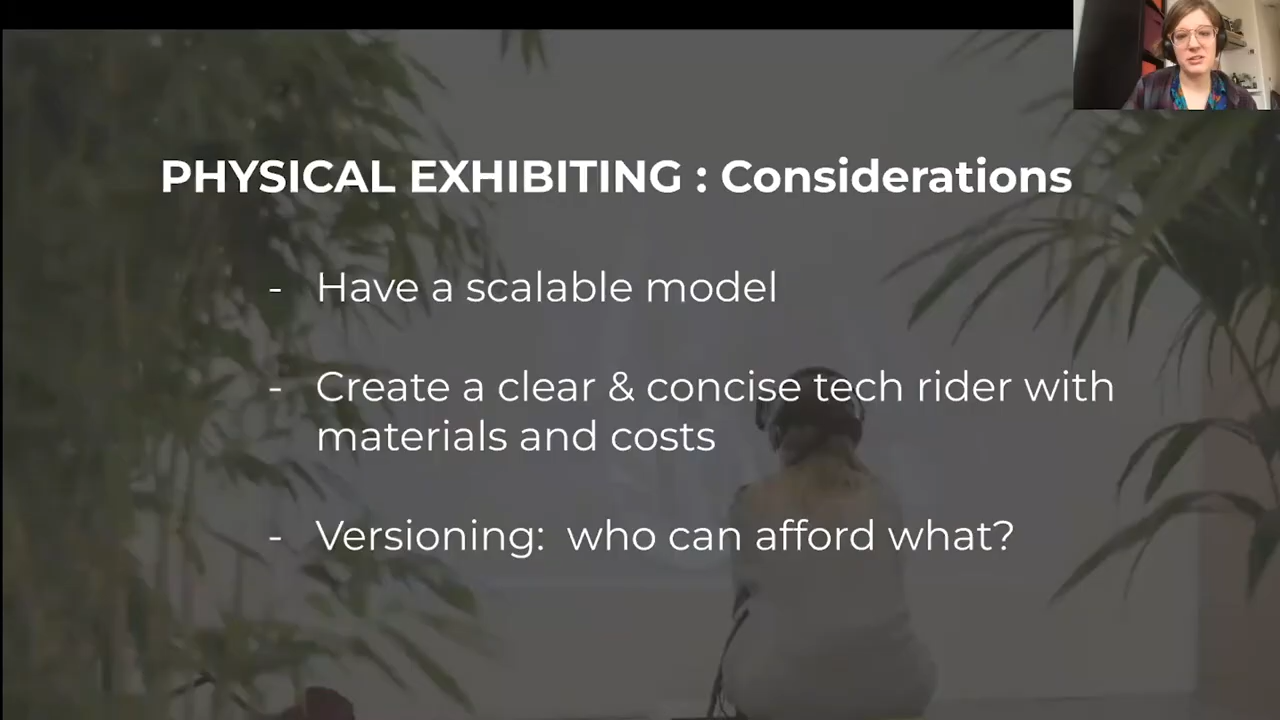 PHYSICAL EXHIBITING : Considerations
- Have a scalable model
- Create a clear & concise tech rider with
materials and costs
- Versioning:  who can afford what?